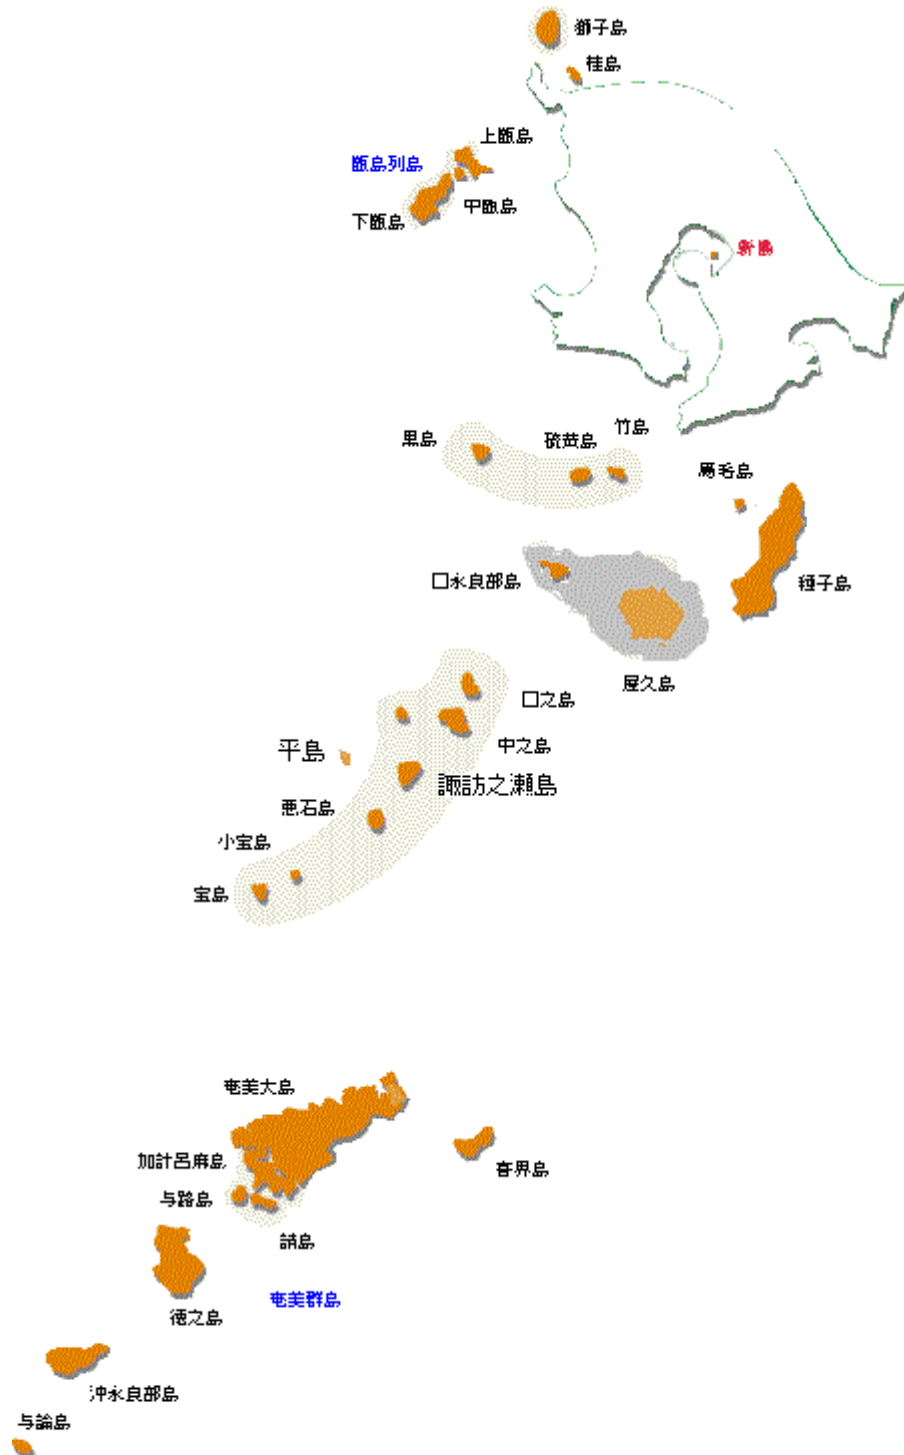 獅子島
桂島
上甑島
甑島列島
中甑島
下甑島
新島
竹島
黒島
硫黄島
馬毛島
口永良部島
種子島
屋久島
口之島
中之島
平島
諏訪之瀬島
悪石島
小宝島
宝島
奄美大島
加計呂麻島
喜界島
与路島
請島
奄美群島
徳之島
沖永良部島
与論島